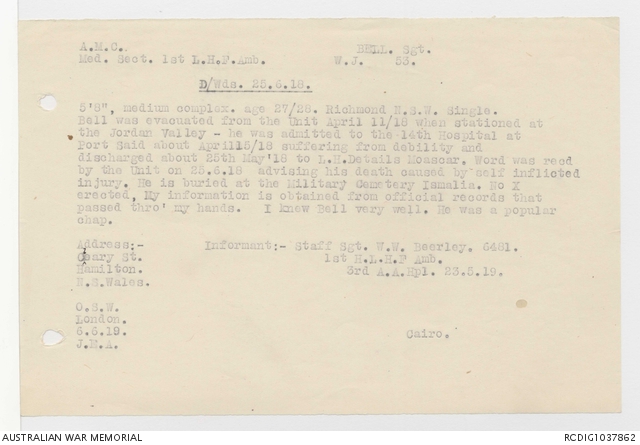 A.M.C. BELL. Sgt.
Med. Sect. 1st L.H.F.Amb. W.J. 53.
D/Wds. 25.6.18.
5'8", medium complex. age 27/28. Richmond N.S.W. Single.
Bell was evacuated from the Unit April 11/18 when stationed at
the Jordan Valley - he was admitted to the 14th Hospital at
Port Said about April15/18 suffering from debility and
discharged about 25th May'18 to L.H.Details Moascar. Word was recd
by the Unit on 25.6.18 advising his death caused by self inflicted
injury. He is buried at the Military Cemetery Ismalia. No X
erected, My information is obtained from official records that
passed thro' my hands. I knew Bell very well. He was a popular
chap.
Address:- Informant:- Staff Sgt. W.W. Beerley. 6461.
St. 1st H.L.H.F Amb.
Hamilton. 3rd A.A.Hpl. 23.5.19.
N.S.Wales.
O.S.W.
London.
6.6.19.
J.N.A. Cairo.
AUSTRALIAN WAR MEMORIAL RCDIG1037862